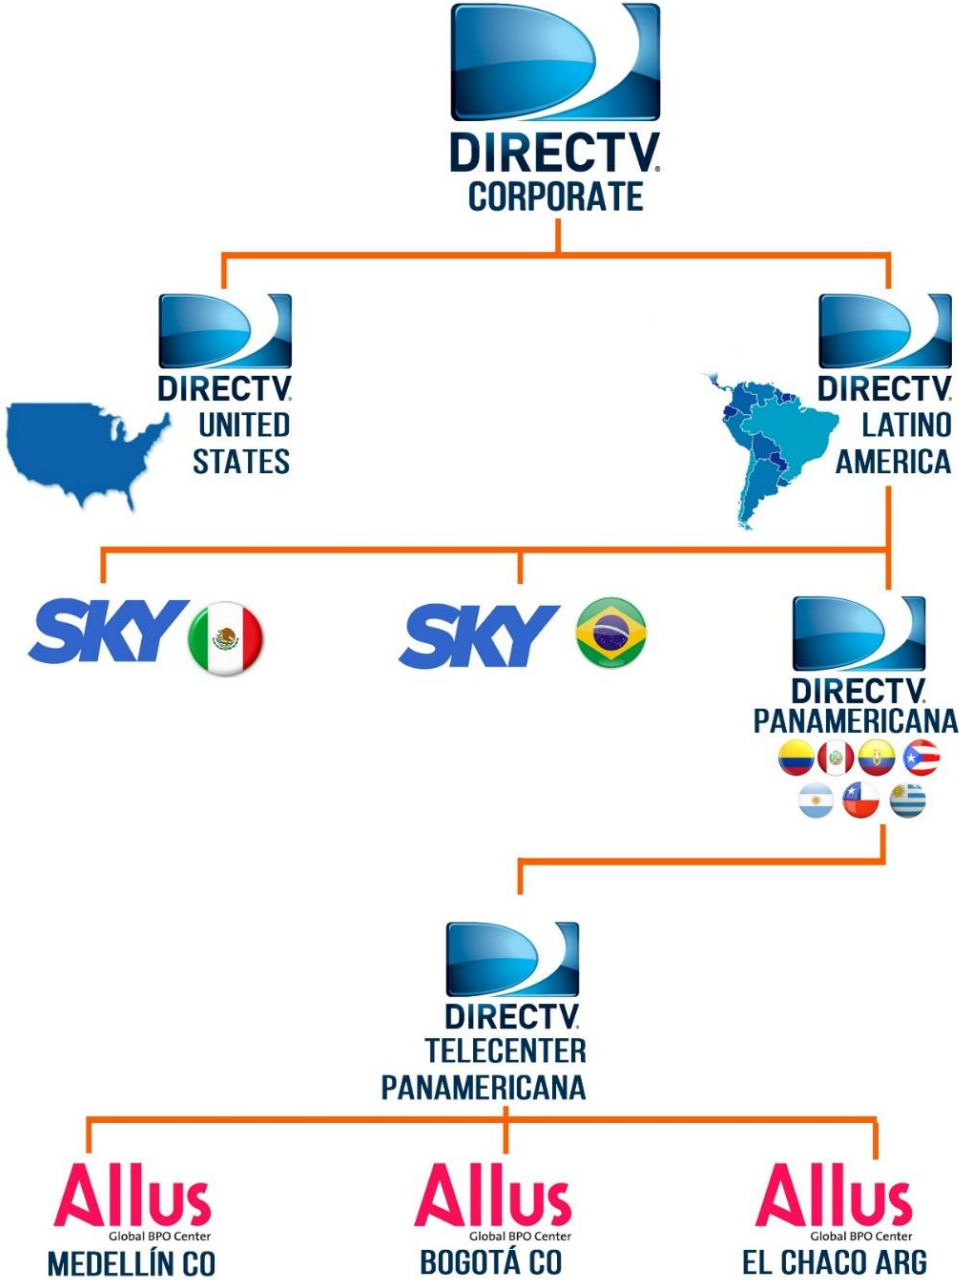 DIRECTV
CORPORATE
DIRECTV
UNITED
STATES
DIRECTV
LATINO
AMERICA
SKY
SKY
DIRECTV
PANAMERICANA
DIRECTV
TELECENTER
PANAMERICANA
Allus
Global BPO Center
MEDELLÍN CO
Allus
Global BPO Center
BOGOTÁ CO
Allus
Global BPO Center
EL CHACO ARG